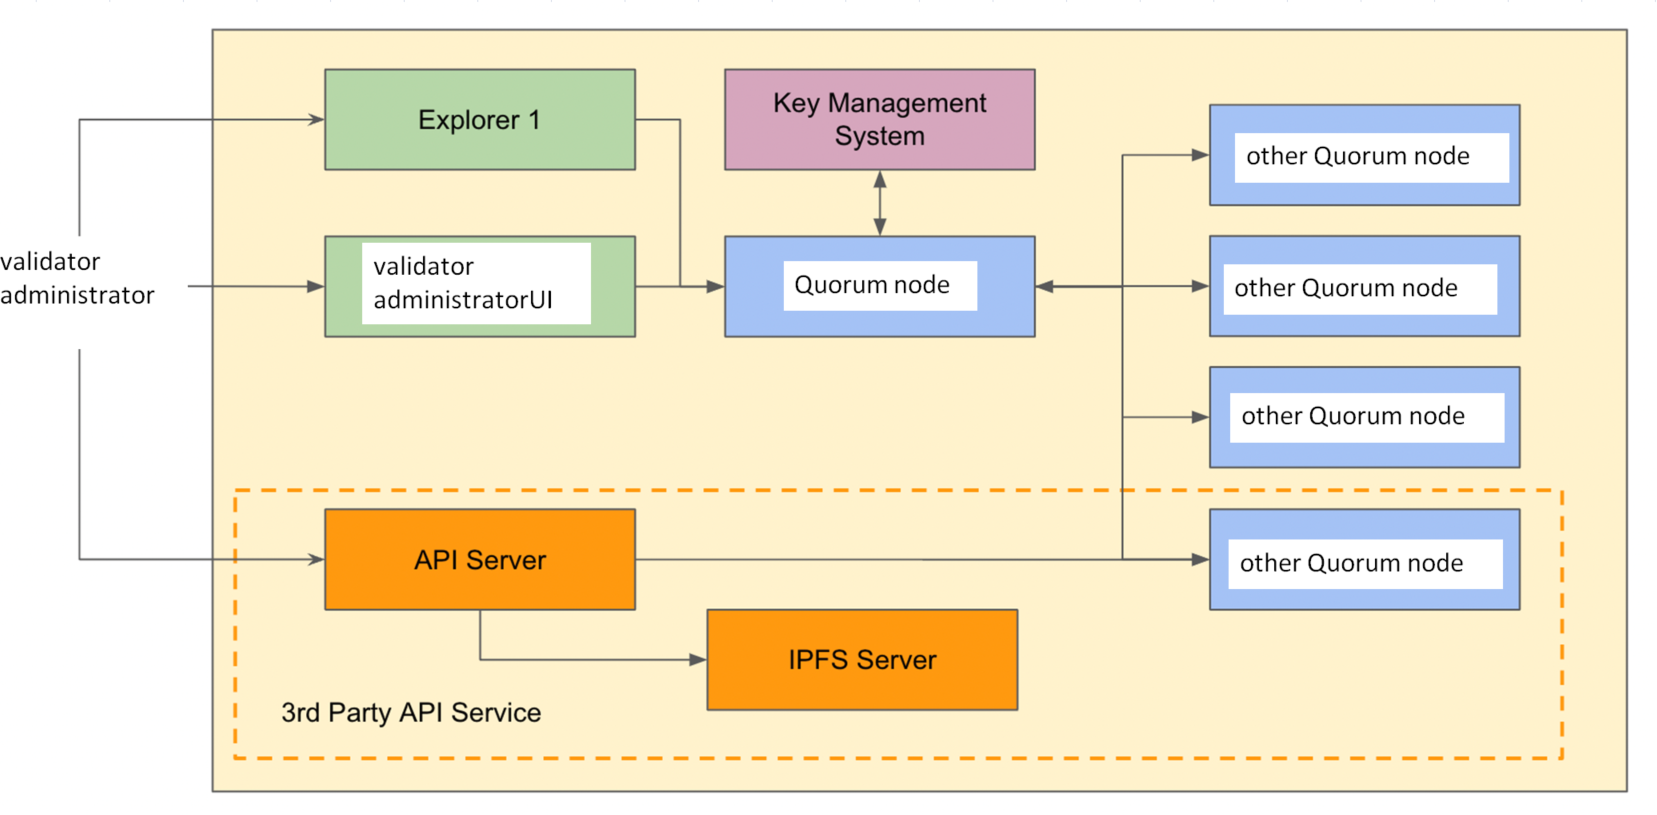 Explorer 1
Key Management
System
other Quorum node
validator
administrator
validator
administratorUI
Quorum node
other Quorum node
other Quorum node
API Server
other Quorum node
IPFS Server
3rd Party API Service